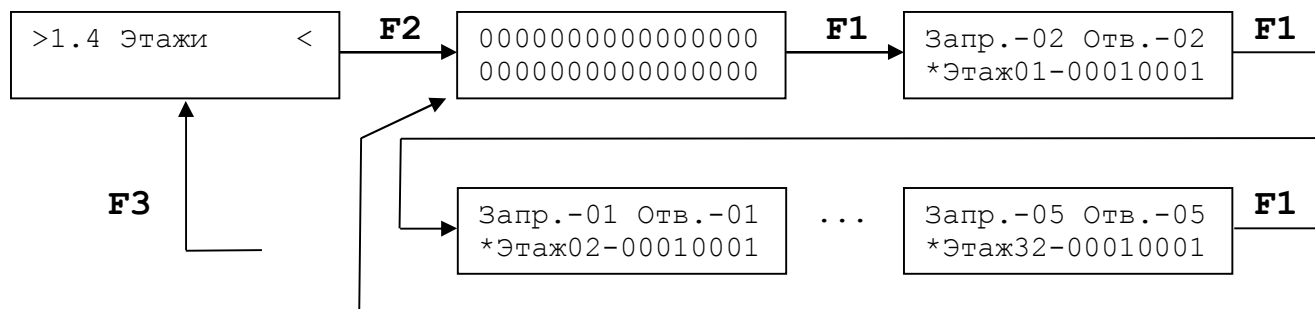 >1.4 Этажи <
F2
0000000000000000
0000000000000000
F1
Запр.-02 Отв.-02
*Этаж01-00010001
F1
F3
Запр.-01 Отв.-01
*Этаж02-00010001
...
Запр.-05 Отв.-05
*Этаж32-00010001
F1